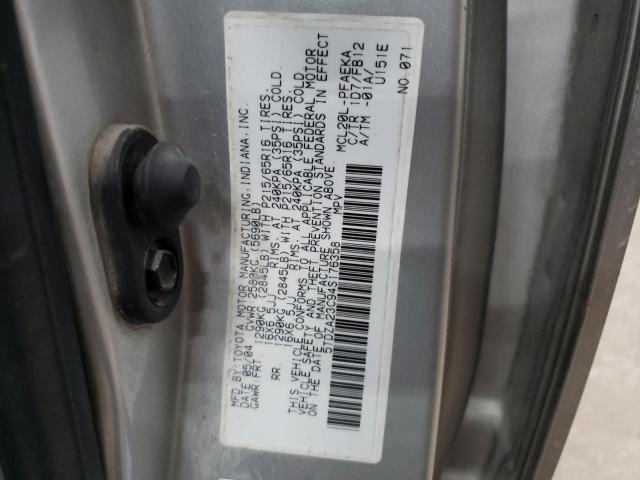 MFD.BY:TOYOTA MOTOR MANUFACTURING.INDIANA.INC.
DATE 05/04 GVWR 2580KG (5690LB)
GAWR:FRT. 1290KG (2845LB) WITH P215/65R16 TIRES.
16X6.5JJ RIMS. AT 240KPA (35PSI) COLD.
RR. 1290KG (2845LB) WITH P215/65R16 TIRES.
16X6.5JJ RIMS. AT 240KPA (35PSI) COLD.
THIS VEHICLE CONFORMS TO ALL APPLICABLE FEDERAL MOTOR
VEHICLE SAFETY AND THEFT PREVENTION STANDARDS IN EFFECT
ON THE DATE OF MANUFACTURE SHOWN ABOVE.
5TDZA23C94S176358 MPV
MCL20L-PFAEKA
C/TR 1D7/FB12
A/TM -01A/ U151E
NO.071